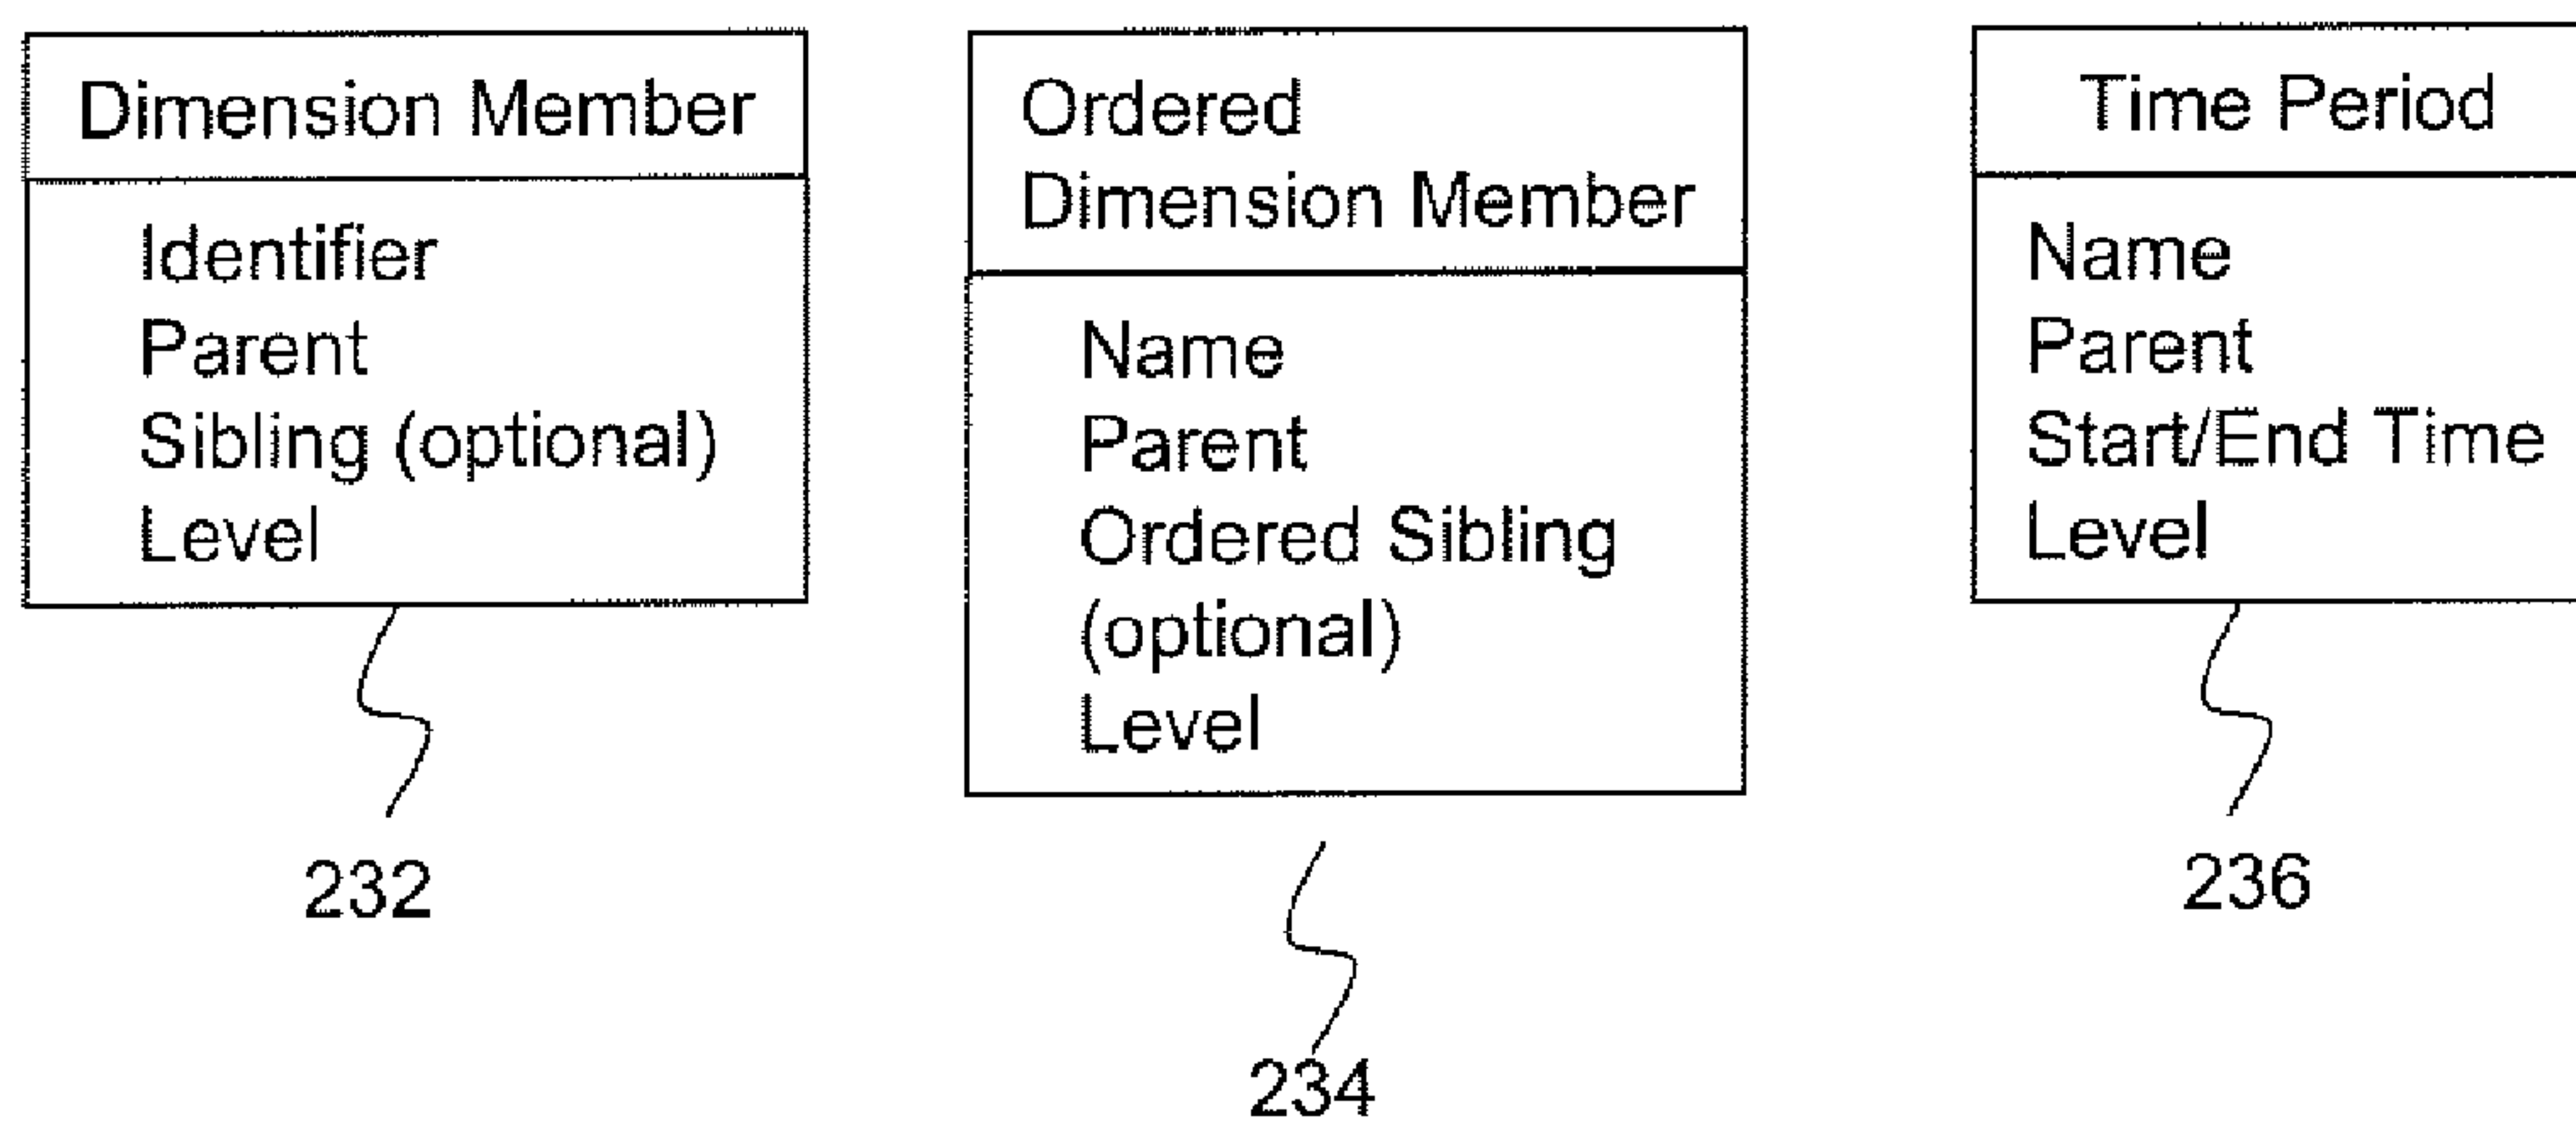 Dimension Member
Identifier
Parent
Sibling (optional)
Level
232
Ordered
Dimension Member
Name
Parent
Ordered Sibling
(optional)
Level
234
Time Period
Name
Parent
Start/End Time
Level
236